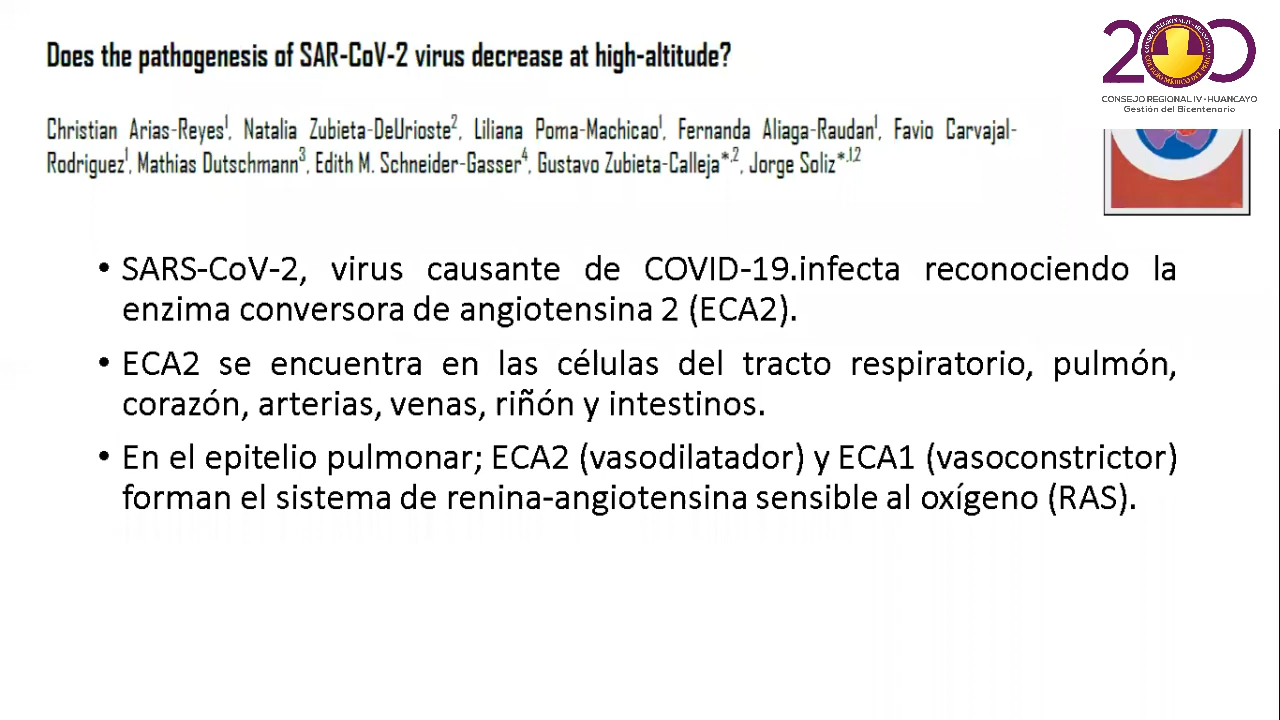 Does the pathogenesis of SAR-CoV-2 virus decrease at high-altitude?
200
CONSEJO REGIONAL IV - HUANCAYO
Gestión del Bicentenario
Christian Arias-Reyes¹, Natalia Zubieta-DeUrioste², Liliana Poma-Machicao¹, Fernanda Aliaga-Raudan¹, Favio Carvajal-
Rodriguez¹, Mathias Dutschmann³, Edith M. Schneider-Gasser⁴, Gustavo Zubieta-Calleja*,², Jorge Soliz*,¹,²
• SARS-CoV-2, virus causante de COVID-19.infecta reconociendo la
enzima conversora de angiotensina 2 (ECA2).
• ECA2 se encuentra en las células del tracto respiratorio, pulmón,
corazón, arterias, venas, riñón y intestinos.
• En el epitelio pulmonar; ECA2 (vasodilatador) y ECA1 (vasoconstrictor)
forman el sistema de renina-angiotensina sensible al oxígeno (RAS).